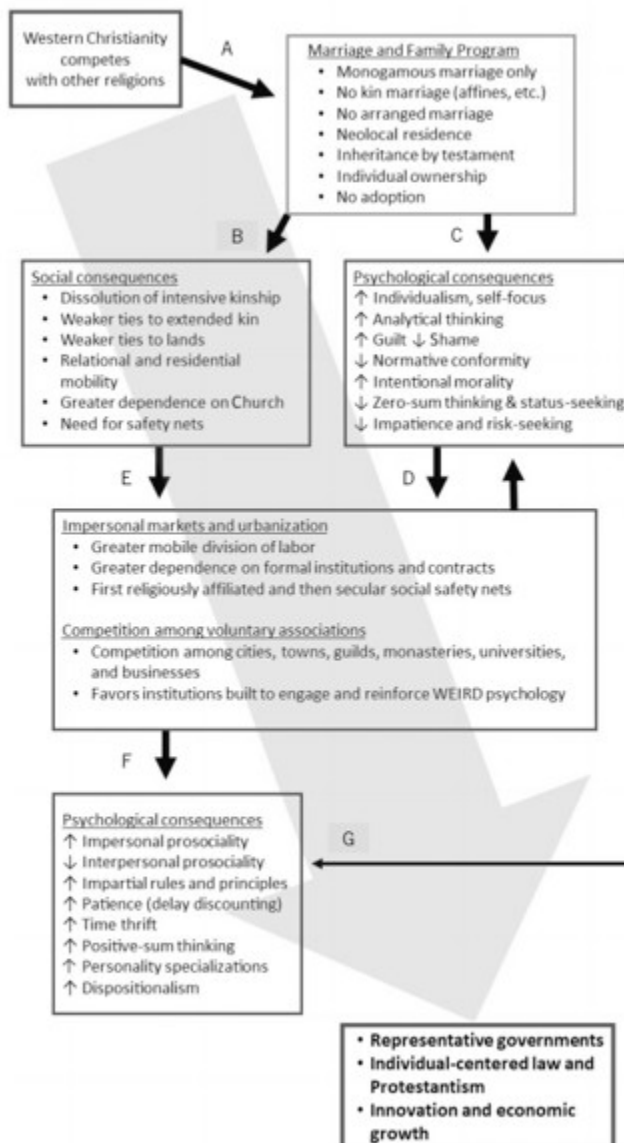 Western Christianity
competes
with other religions
A
Marriage and Family Program
• Monogamous marriage only
• No kin marriage (affines, etc.)
• No arranged marriage
• Neolocal residence
• Inheritance by testament
• Individual ownership
• No adoption
B
C
Social consequences
• Dissolution of intensive kinship
• Weaker ties to extended kin
• Weaker ties to lands
• Relational and residential
mobility
• Greater dependence on Church
• Need for safety nets
Psychological consequences
↑ Individualism, self-focus
↑ Analytical thinking
↑ Guilt ↓ Shame
↓ Normative conformity
↑ Intentional morality
↓ Zero-sum thinking & status-seeking
↓ Impatience and risk-seeking
E
D
Impersonal markets and urbanization
• Greater mobile division of labor
• Greater dependence on formal institutions and contracts
• First religiously affiliated and then secular social safety nets
Competition among voluntary associations
• Competition among cities, towns, guilds, monasteries, universities,
and businesses
• Favors institutions built to engage and reinforce WEIRD psychology
F
Psychological consequences
↑ Impersonal prosociality
↓ Interpersonal prosociality
↑ Impartial rules and principles
↑ Patience (delay discounting)
↑ Time thrift
↑ Positive-sum thinking
↑ Personality specializations
↑ Dispositionalism
G
• Representative governments
• Individual-centered law and
Protestantism
• Innovation and economic
growth